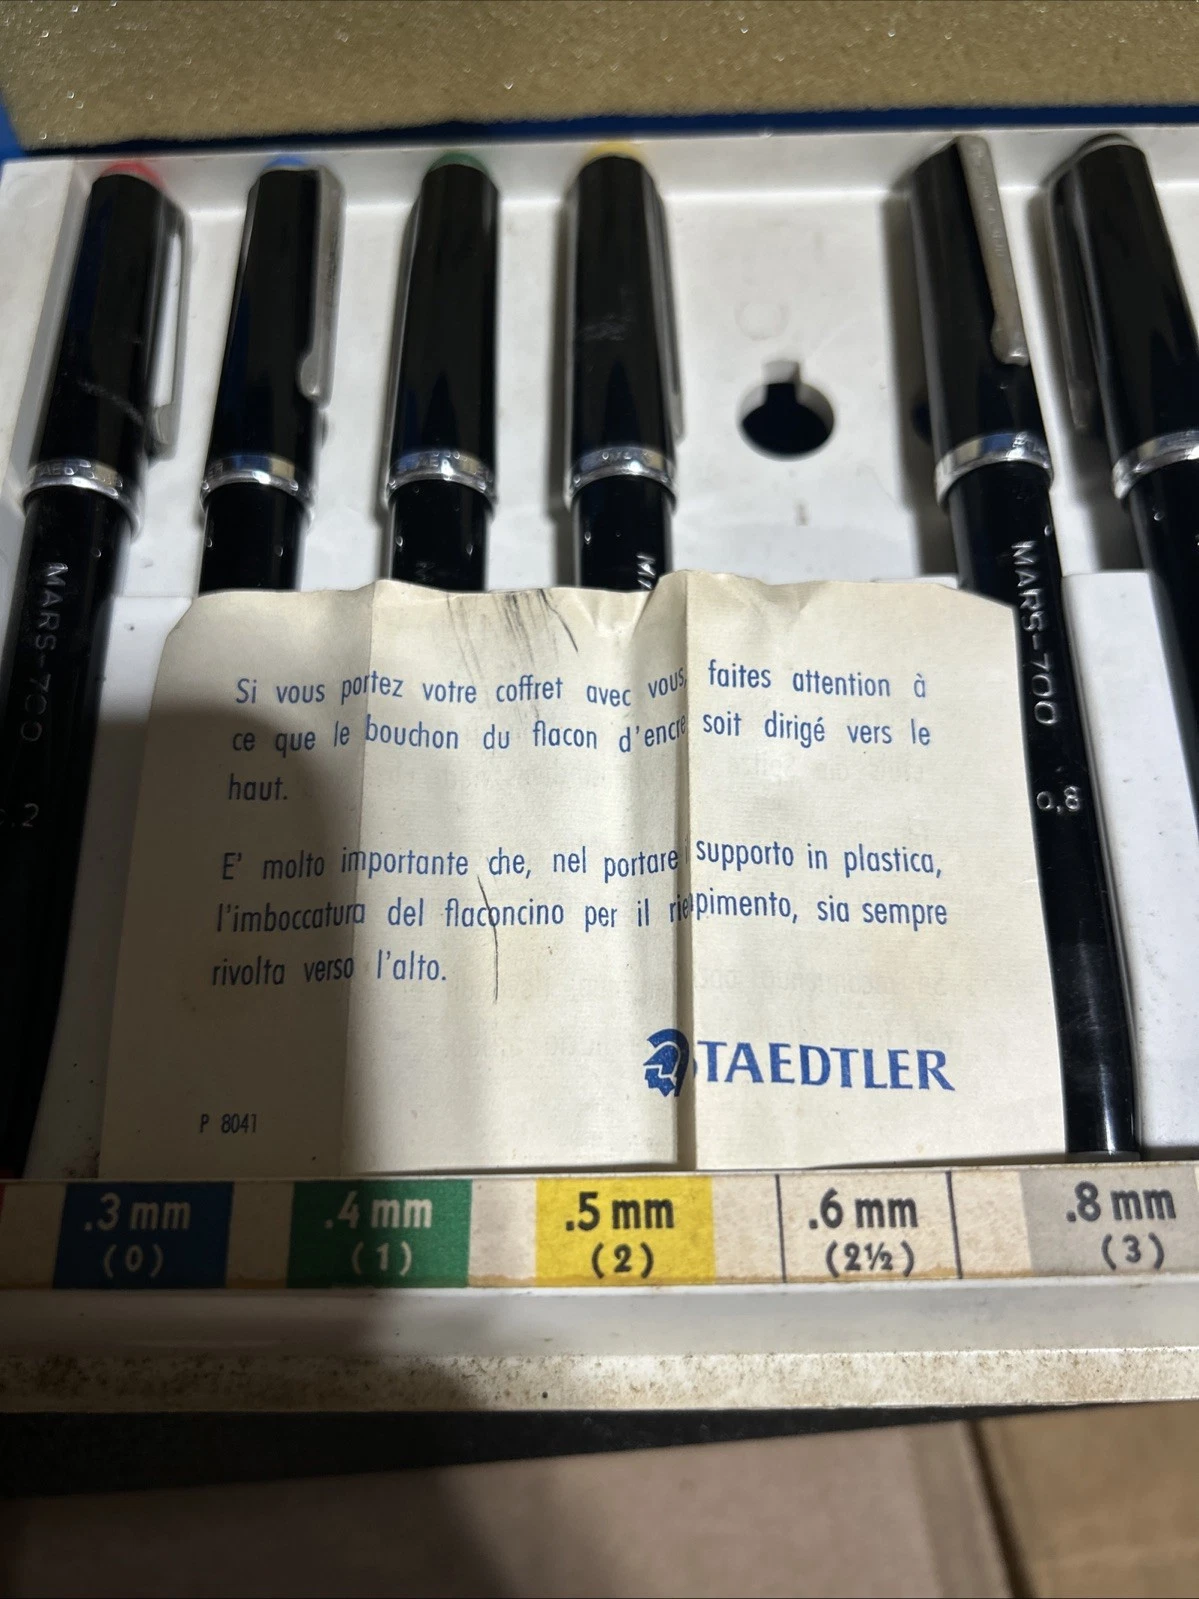 STAEDTLER
MARS-700
0,8
Si vous portez votre coffret avec vous, faites attention à
ce que le bouchon du flacon d'encre soit dirigé vers le
haut.
E' molto importante che, nel portare supporto in plastica,
l'imboccatura del flaconcino per il riempimento, sia sempre
rivolta verso l'alto.
STAEDTLER
P 8041
MARS-700
.3 mm .4 mm .5 mm .6 mm .8 mm
(0) (1) (2) (2½) (3)